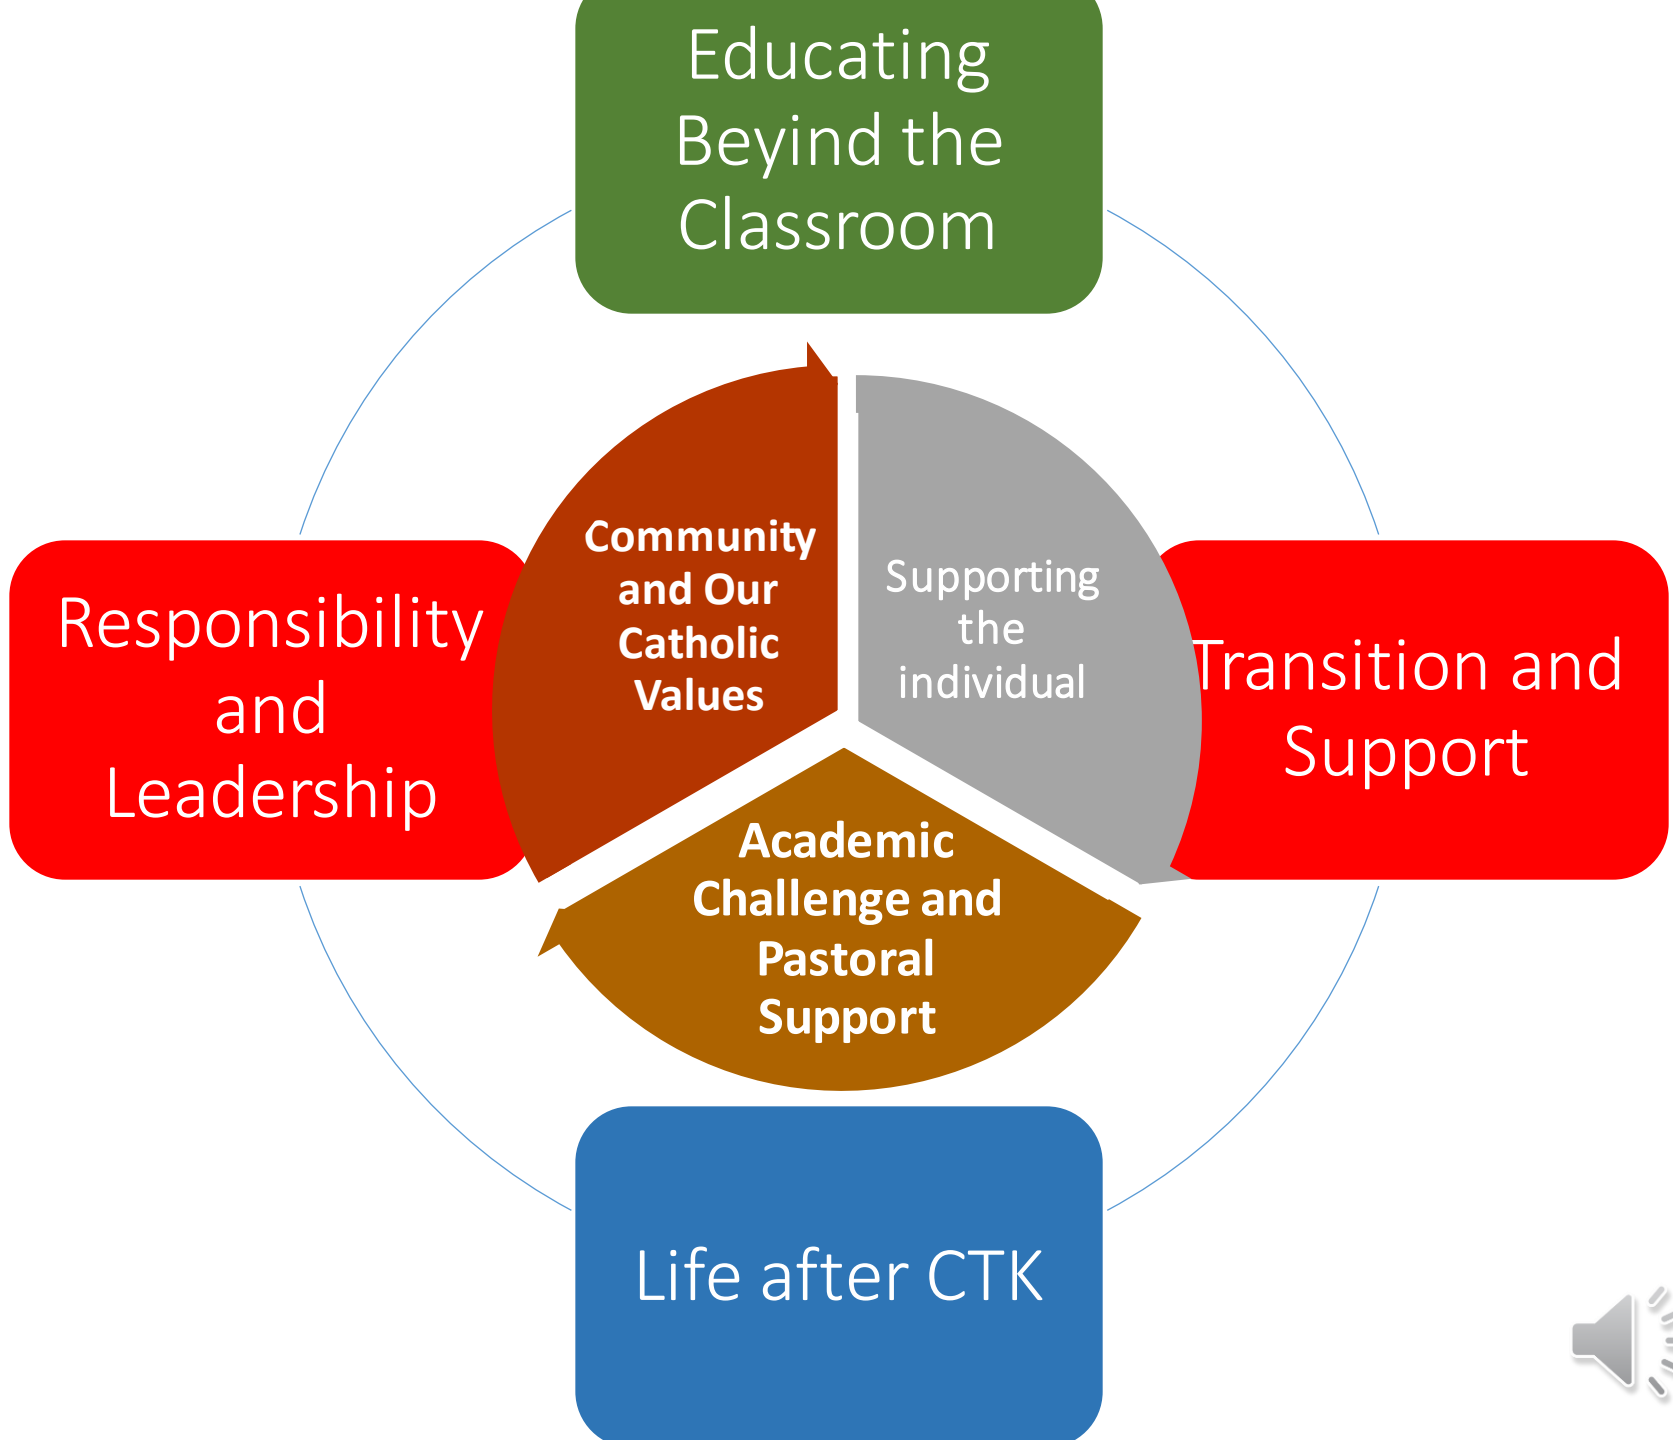 Educating
Beyind the
Classroom
Community
and Our
Catholic
Values
Supporting
the
individual
Responsibility
and
Leadership
Transition and
Support
Academic
Challenge and
Pastoral
Support
Life after CTK